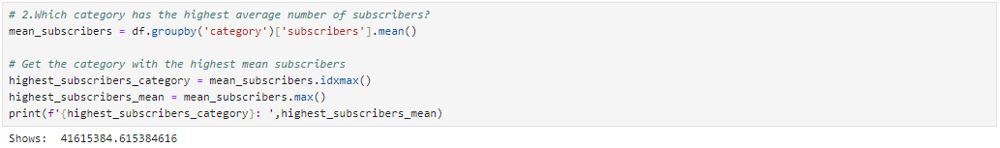 # 2.Which category has the highest average number of subscribers?
mean_subscribers = df.groupby('category')['subscribers'].mean()
# Get the category with the highest mean subscribers
highest_subscribers_category = mean_subscribers.idxmax()
highest_subscribers_mean = mean_subscribers.max()
print(f'{highest_subscribers_category}: ',highest_subscribers_mean)
Shows:  41615384.615384616